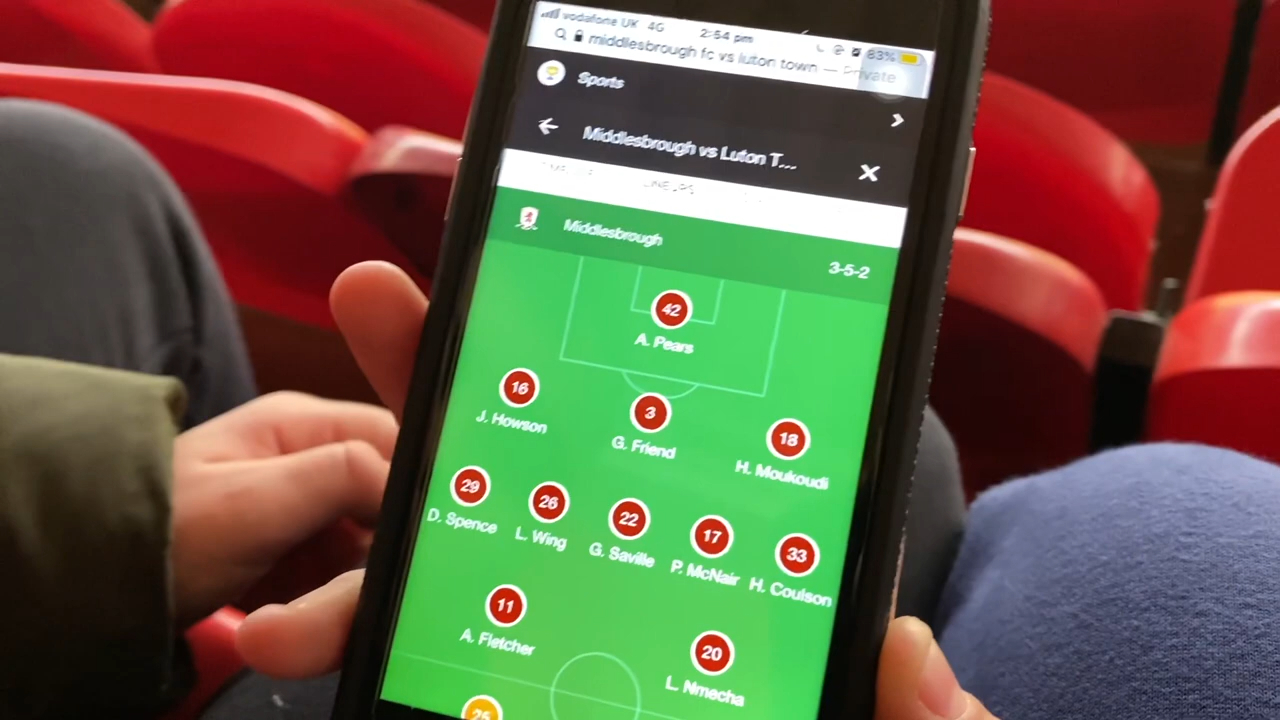 vodafone UK 4G 2:54 pm 83%
middlesbrough fc vs luton town — Private
Sports
Middlesbrough vs Luton T...
LINEUPS
Middlesbrough
3-5-2
42
A. Pears
16
J. Howson
3
G. Friend
18
H. Moukoudi
29
D. Spence
26
L. Wing
22
G. Saville
17
P. McNair
33
H. Coulson
11
A. Fletcher
20
L. Nmecha